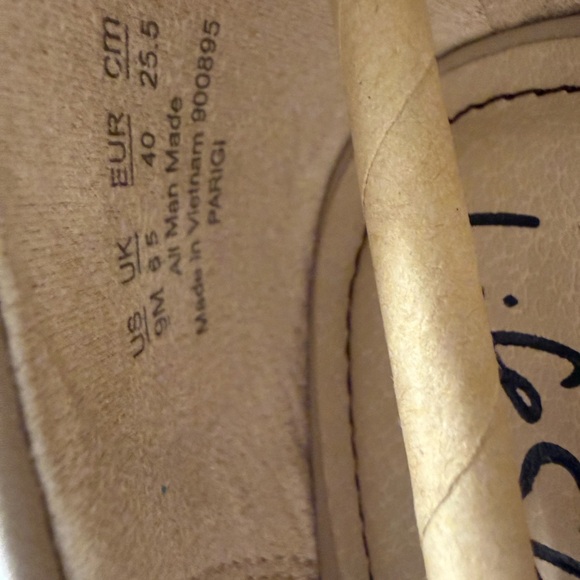 US UK EUR cm
9M 6 5 40 25.5
All Man Made
Made in Vietnam 900895
PARIGI